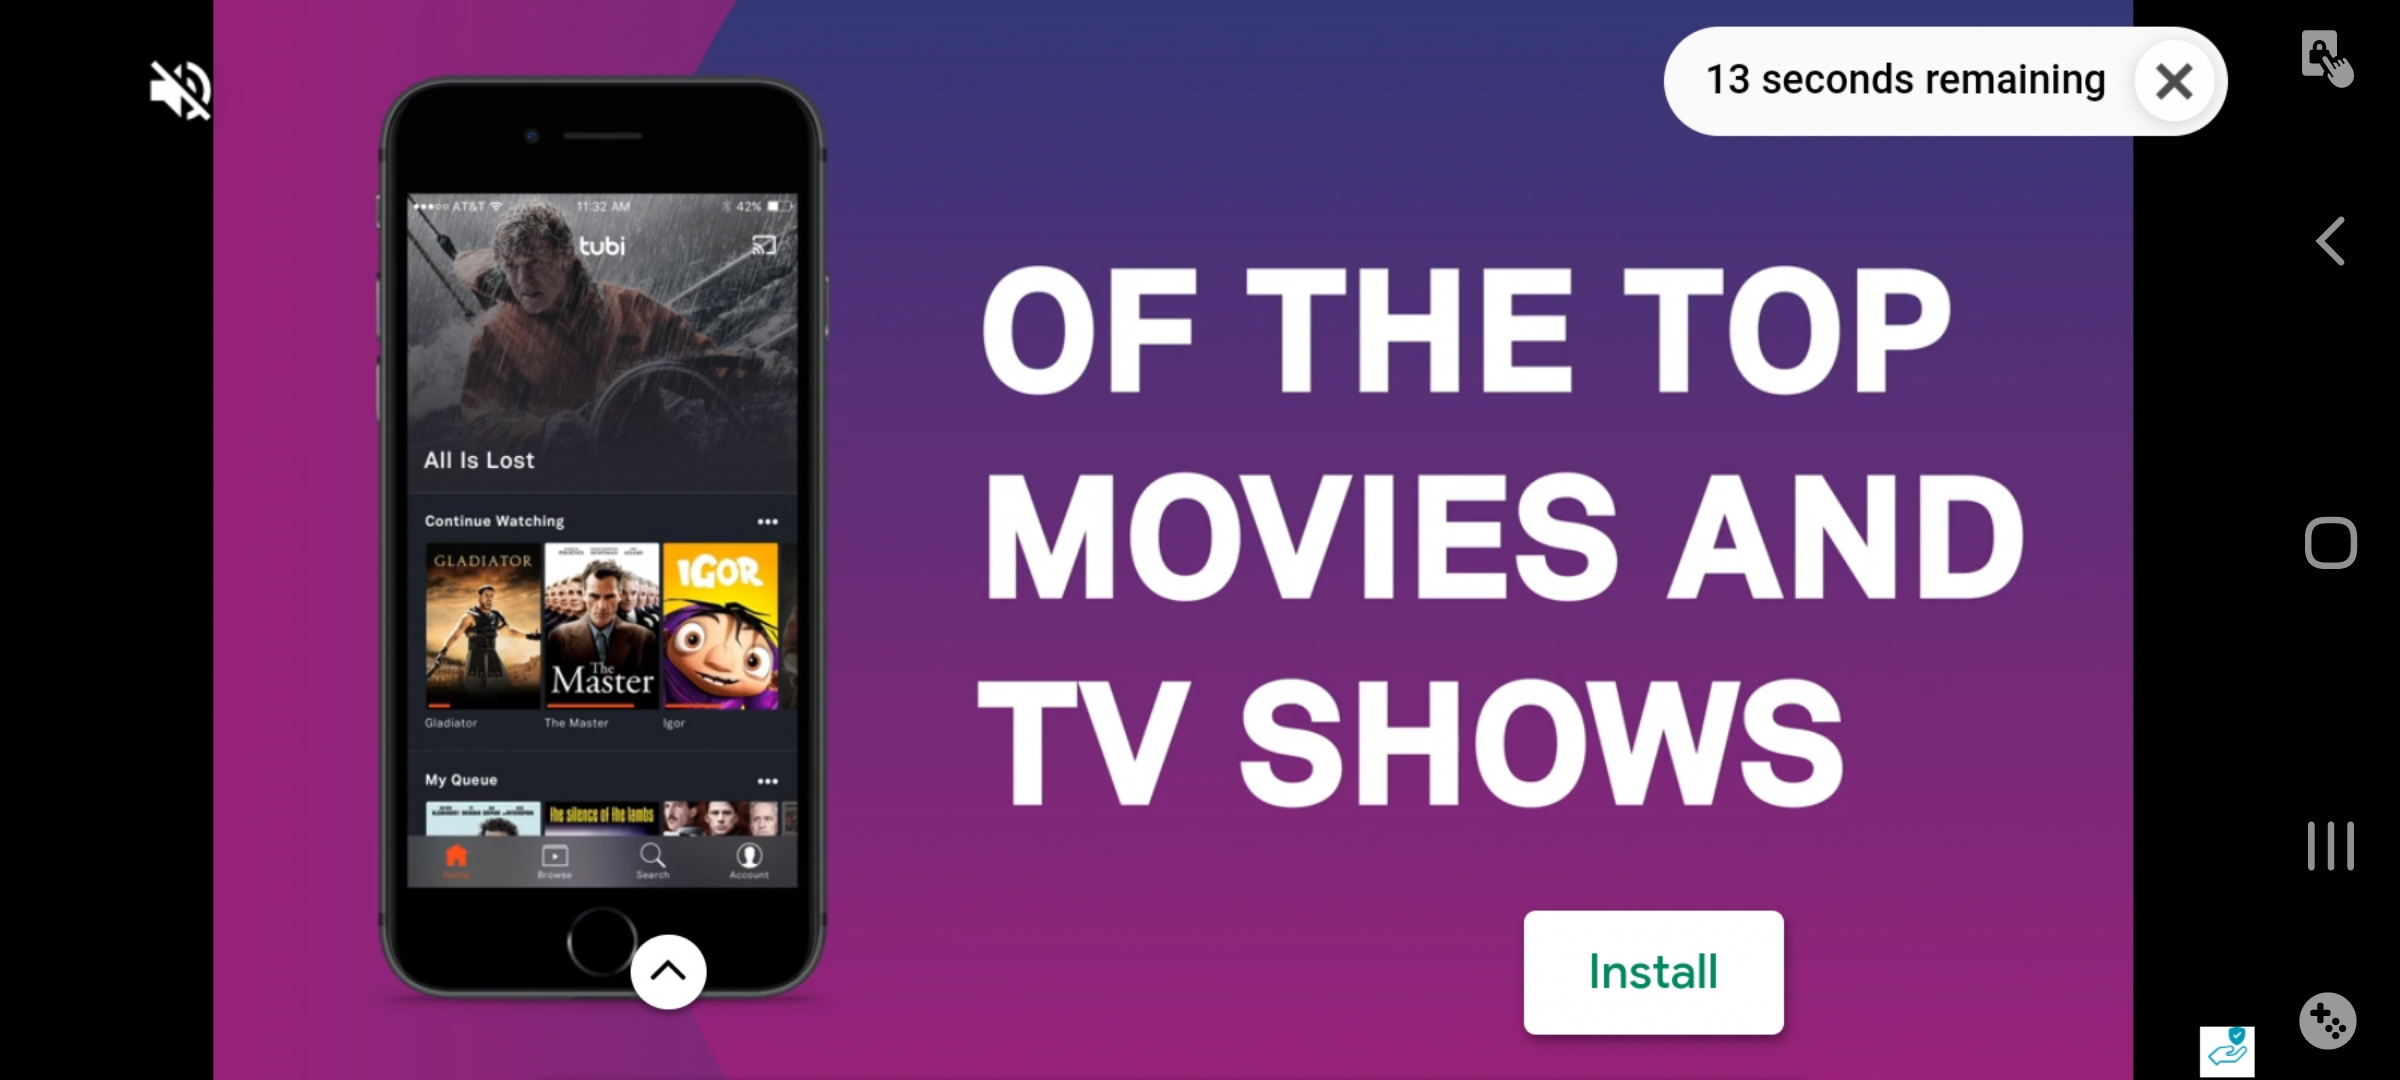 13 seconds remaining
AT&T
11:32 AM
42%
tubi
All Is Lost
Continue Watching
GLADIATOR
The
Master
IGOR
Gladiator
The Master
Igor
My Queue
the silence of the lambs
Home
Browse
Search
Account
OF THE TOP
MOVIES AND
TV SHOWS
Install